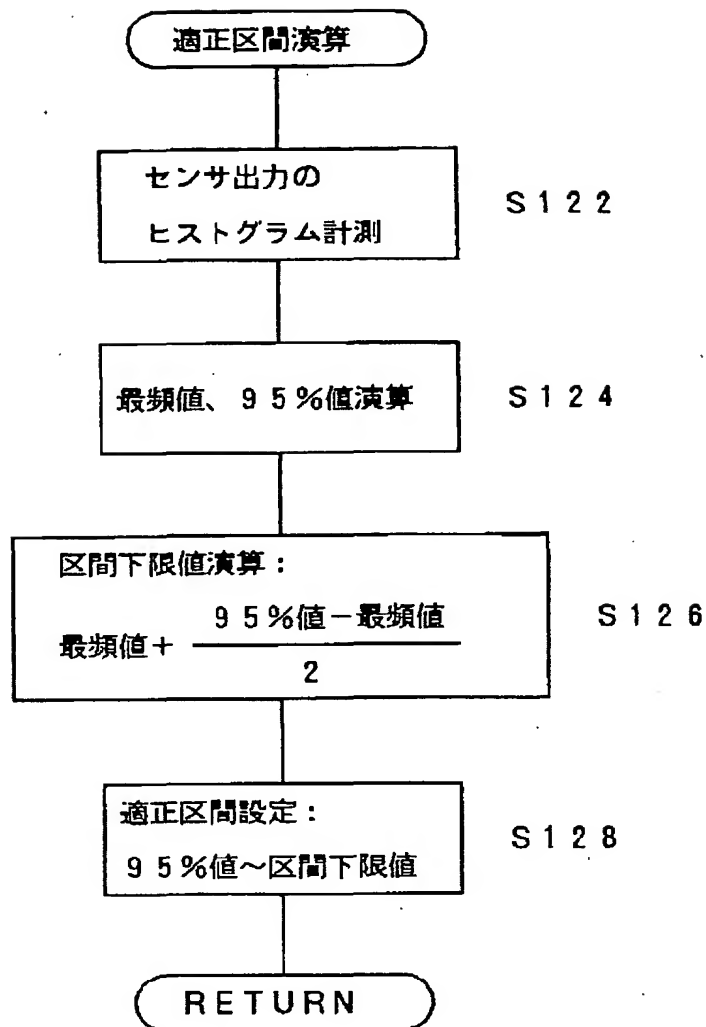 適正区間演算
センサ出力の
ヒストグラム計測
S122
最頻値、95%値演算
S124
区間下限値演算：
最頻値+ 95%値-最頻値
2
S126
適正区間設定：
95%値~区間下限値
S128
RETURN